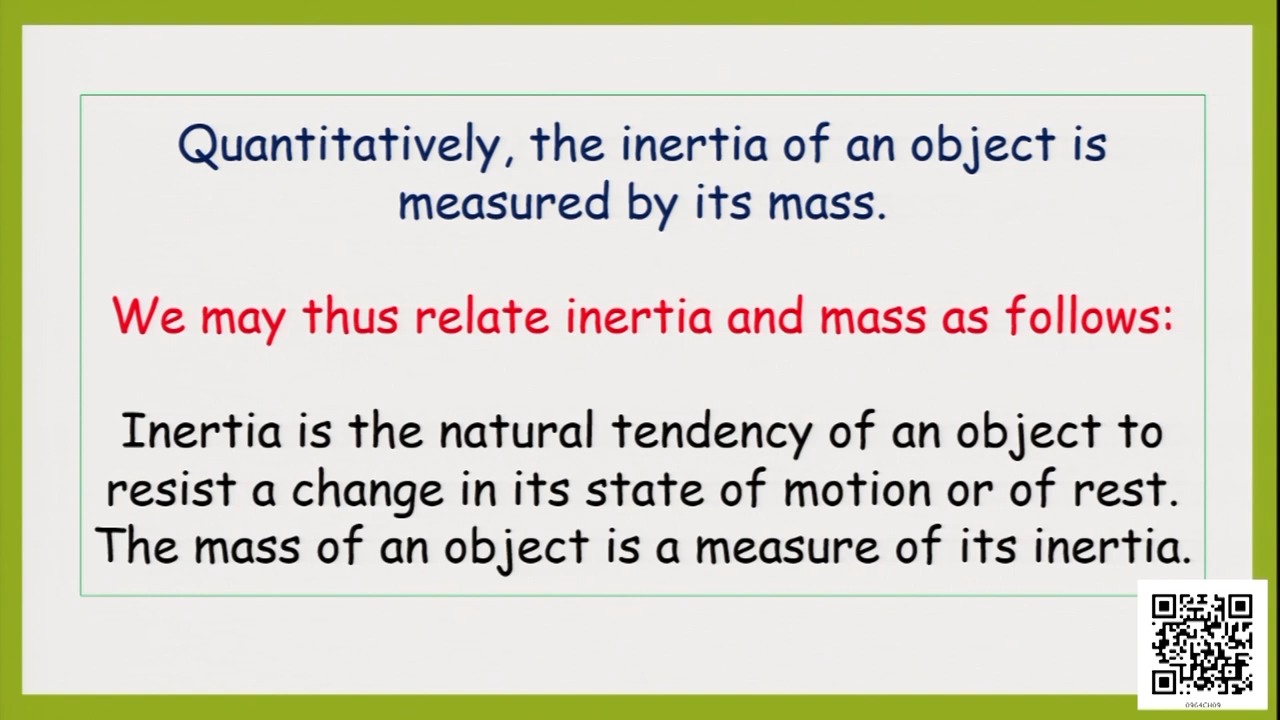 Quantitatively, the inertia of an object is
measured by its mass.
We may thus relate inertia and mass as follows:
Inertia is the natural tendency of an object to
resist a change in its state of motion or of rest.
The mass of an object is a measure of its inertia.
0964CH09